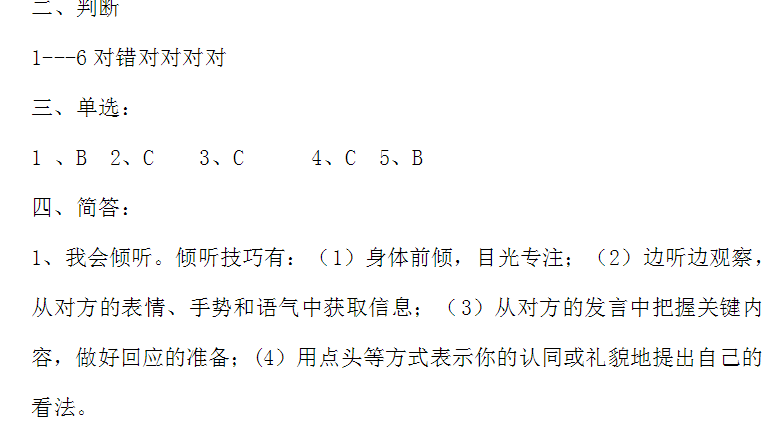 二、判断
1---6 对错对对对对
三、单选：
1 、B 2、C 3、C 4、C 5、B
四、简答：
1、我会倾听。倾听技巧有：（1）身体前倾，目光专注；（2）边听边观察，
从对方的表情、手势和语气中获取信息；（3）从对方的发言中把握关键内
容，做好回应的准备；(4）用点头等方式表示你的认同或礼貌地提出自己的
看法。